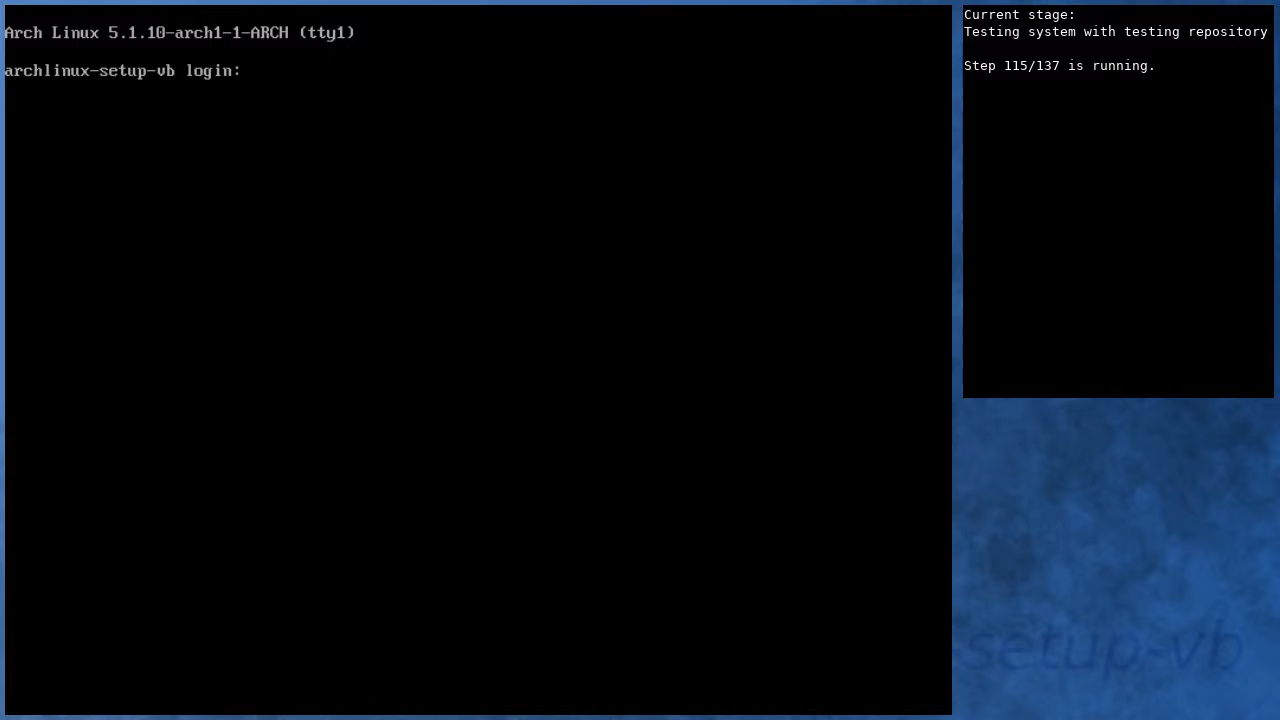 Arch Linux 5.1.10-arch1-1-ARCH (tty1)
archlinux-setup-vb login:
Current stage:
Testing system with testing repository
Step 115/137 is running.
-setup-vb